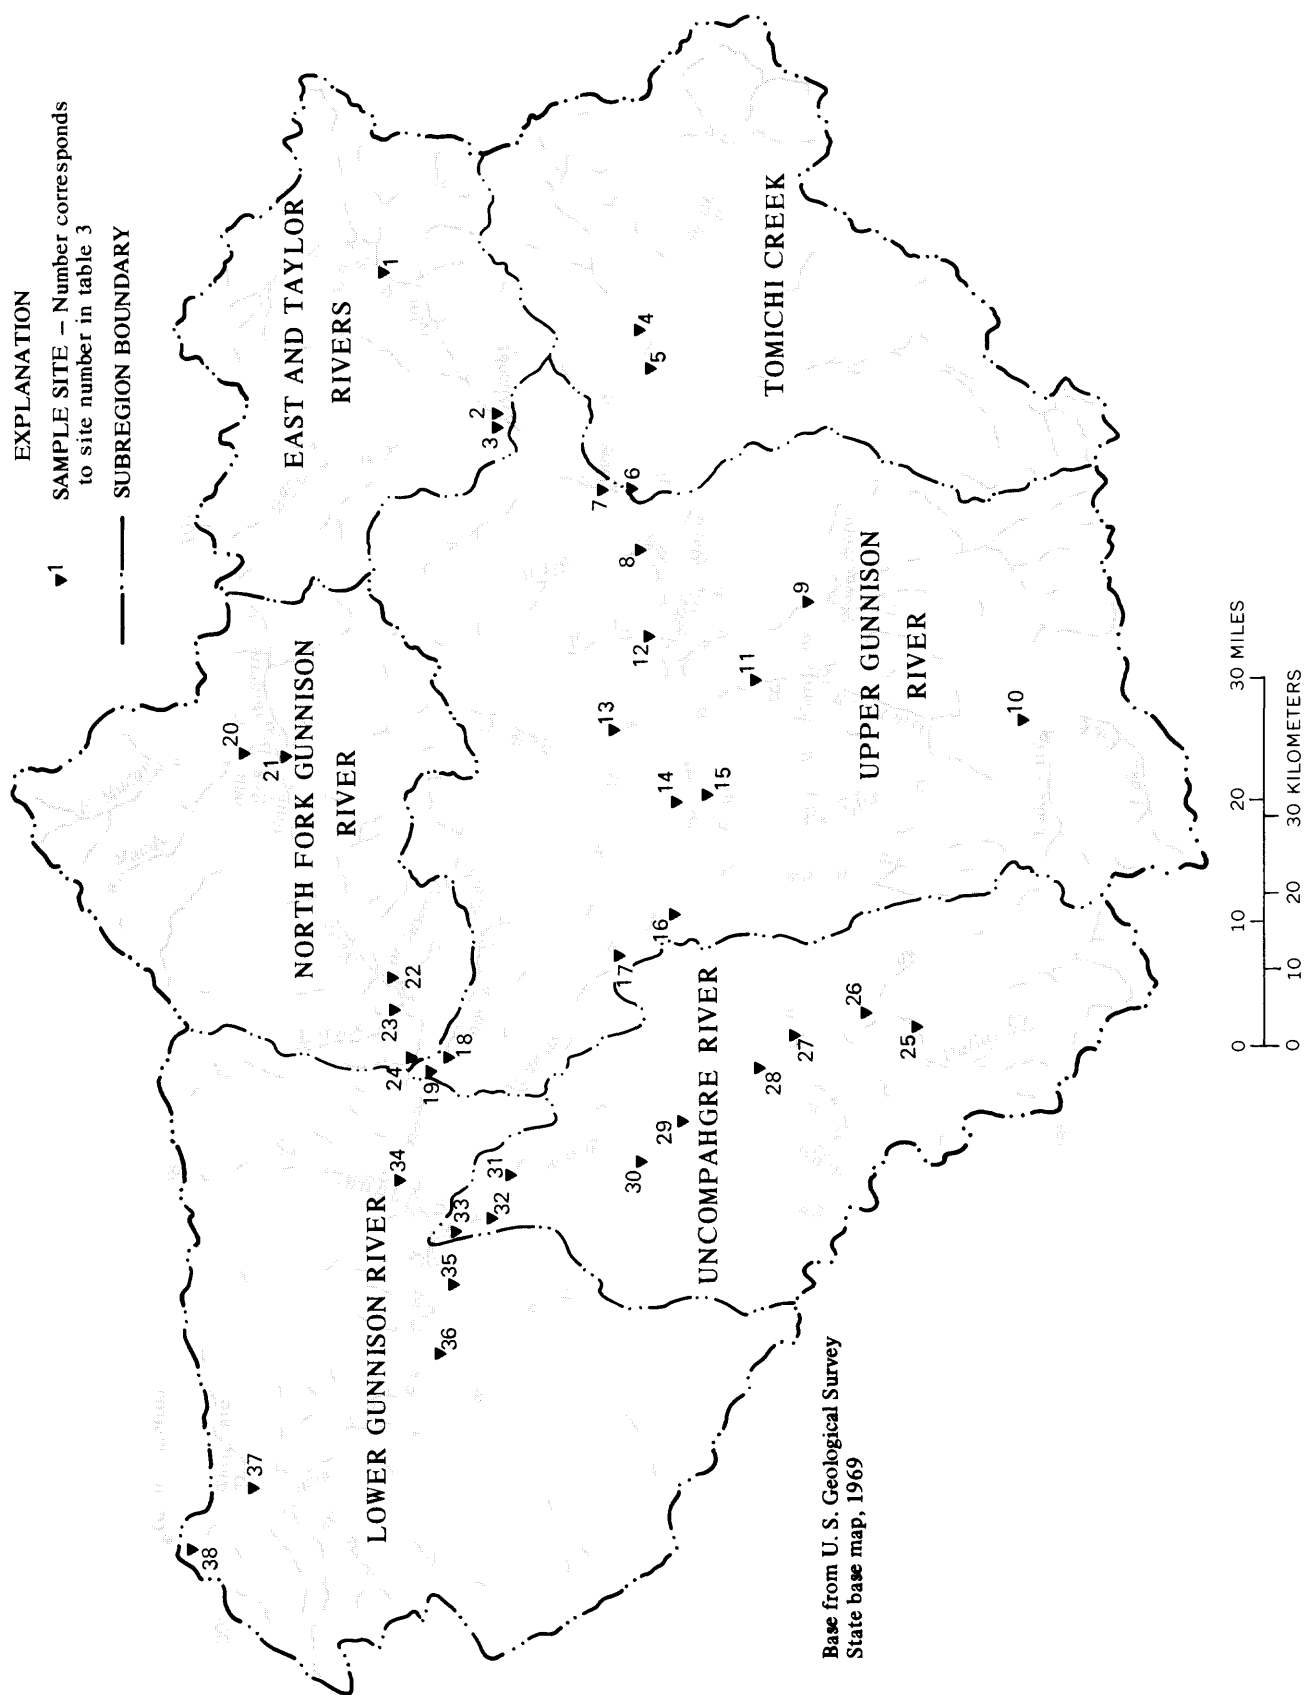 EXPLANATION
1
SAMPLE SITE – Number corresponds
to site number in table 3
SUBREGION BOUNDARY
EAST AND TAYLOR
RIVERS
1
2
3
TOMICHI CREEK
4
5
6
7
8
9
10
11
12
13
14
15
16
17
UPPER GUNNISON
RIVER
NORTH FORK GUNNISON
RIVER
18
19
20
21
22
23
24
UNCOMPAHGRE RIVER
25
26
27
28
29
30
31
32
33
LOWER GUNNISON RIVER
34
35
36
37
38
0 10 20 30 MILES
0 10 20 30 KILOMETERS
Base from U. S. Geological Survey
State base map, 1969